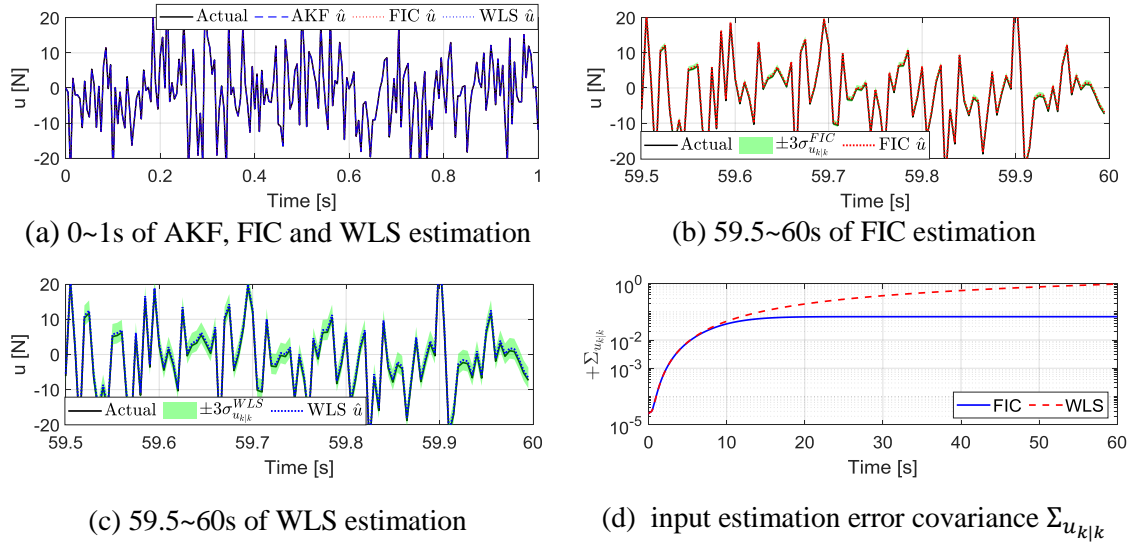 Actual AKF û FIC û WLS û
20
10
0
-10
-20
u [N]
0 0.2 0.4 0.6 0.8 1
Time [s]
(a) 0~1s of AKF, FIC and WLS estimation
20
10
0
-10
-20
u [N]
Actual ±3σ_{u_{k|k}}^{FIC} FIC û
59.5 59.6 59.7 59.8 59.9 60
Time [s]
(b) 59.5~60s of FIC estimation
20
10
0
-10
-20
u [N]
Actual ±3σ_{u_{k|k}}^{WLS} WLS û
59.5 59.6 59.7 59.8 59.9 60
Time [s]
(c) 59.5~60s of WLS estimation
10^0
10^-2
10^-3
10^-5
+Σ_{u_{k|k}}
FIC WLS
0 10 20 30 40 50 60
Time [s]
(d) input estimation error covariance Σ_{u_{k|k}}